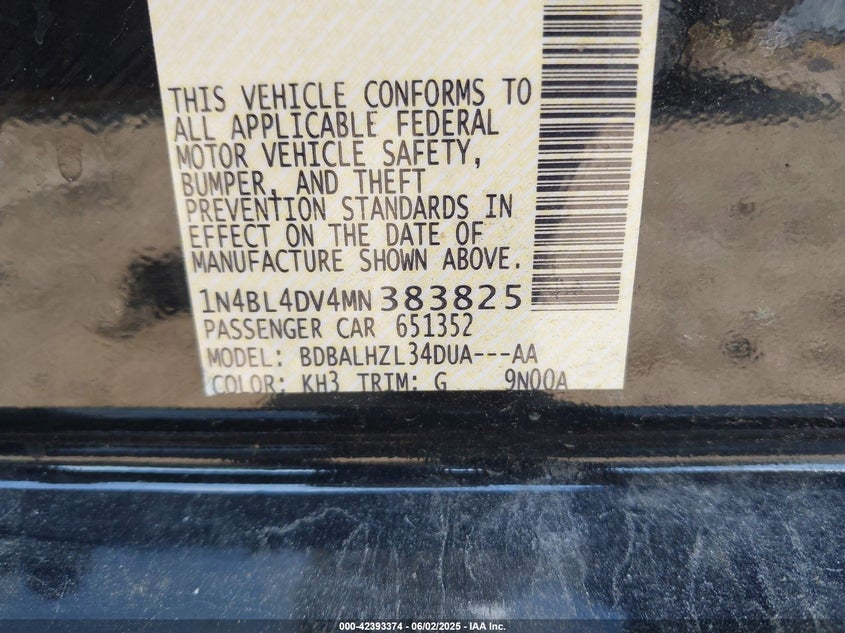 THIS VEHICLE CONFORMS TO
ALL APPLICABLE FEDERAL
MOTOR VEHICLE SAFETY,
BUMPER, AND THEFT
PREVENTION STANDARDS IN
EFFECT ON THE DATE OF
MANUFACTURE SHOWN ABOVE.
1N4BL4DV4MN 383825
PASSENGER CAR 651352
MODEL: BDBALHZL34DUA---AA
COLOR: KH3 TRIM: G 9N00A
000-42393374 | 06/02/2025 - IAA Inc.